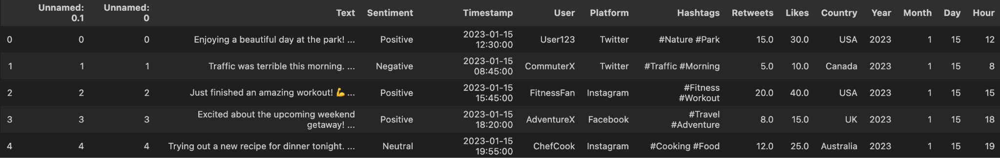 Unnamed: 0.1 Unnamed: 0 Text Sentiment Timestamp User Platform Hashtags Retweets Likes Country Year Month Day Hour
0 0 0 Enjoying a beautiful day at the park! ... Positive 2023-01-15 12:30:00 User123 Twitter #Nature #Park 15.0 30.0 USA 2023 1 15 12
1 1 1 Traffic was terrible this morning. ... Negative 2023-01-15 08:45:00 CommuterX Twitter #Traffic #Morning 5.0 10.0 Canada 2023 1 15 8
2 2 2 Just finished an amazing workout! 💪 ... Positive 2023-01-15 15:45:00 FitnessFan Instagram #Fitness #Workout 20.0 40.0 USA 2023 1 15 15
3 3 3 Excited about the upcoming weekend getaway! ... Positive 2023-01-15 18:20:00 AdventureX Facebook #Travel #Adventure 8.0 15.0 UK 2023 1 15 18
4 4 4 Trying out a new recipe for dinner tonight. ... Neutral 2023-01-15 19:55:00 ChefCook Instagram #Cooking #Food 12.0 25.0 Australia 2023 1 15 19